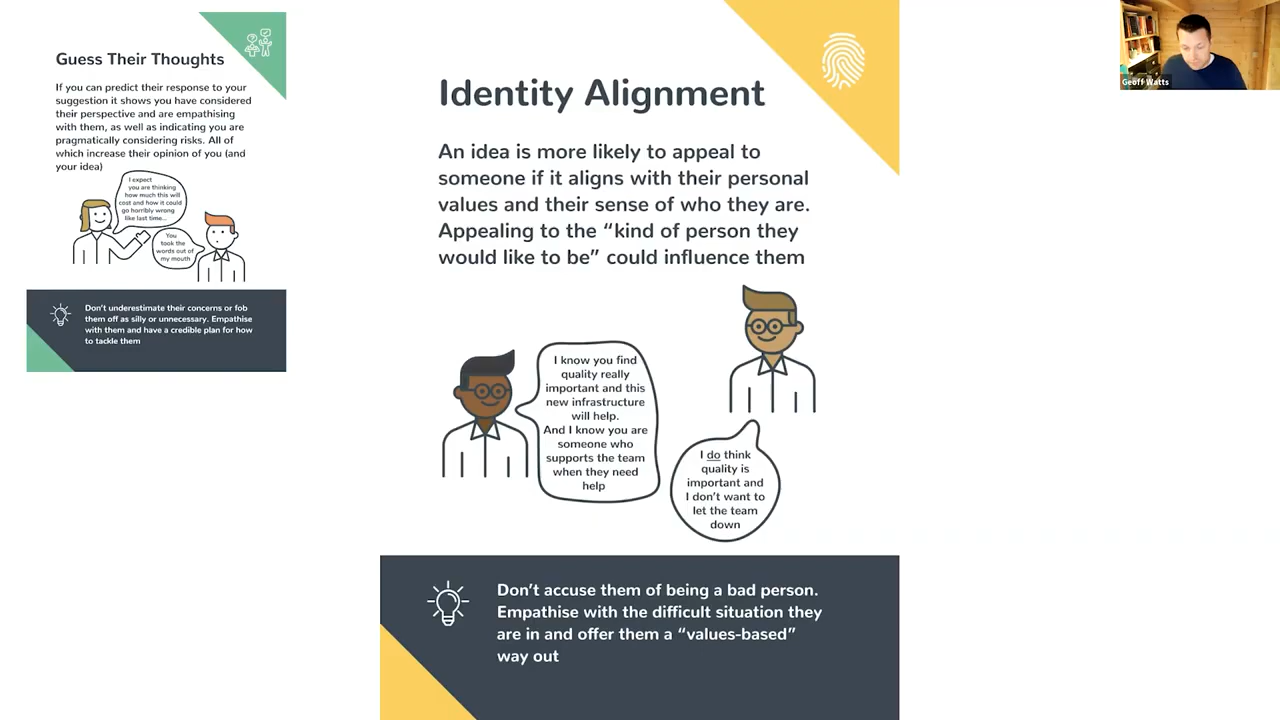 Guess Their Thoughts
If you can predict their response to your
suggestion it shows you have considered
their perspective and are empathising
with them, as well as indicating you are
pragmatically considering risks. All of
which increase their opinion of you (and
your idea)
I expect
you are thinking
how much this will
cost and how it could
go horribly wrong
like last time...
You
took the
words out of
my mouth
Don't underestimate their concerns or fob
them off as silly or unnecessary. Empathise
with them and have a credible plan for how
to tackle them
Identity Alignment
An idea is more likely to appeal to
someone if it aligns with their personal
values and their sense of who they are.
Appealing to the “kind of person they
would like to be” could influence them
I know you find
quality really
important and this
new infrastructure
will help.
And I know you are
someone who
supports the team
when they need
help
I do think
quality is
important and
I don't want to
let the team
down
Don't accuse them of being a bad person.
Empathise with the difficult situation they
are in and offer them a “values-based”
way out
Geoff Watts